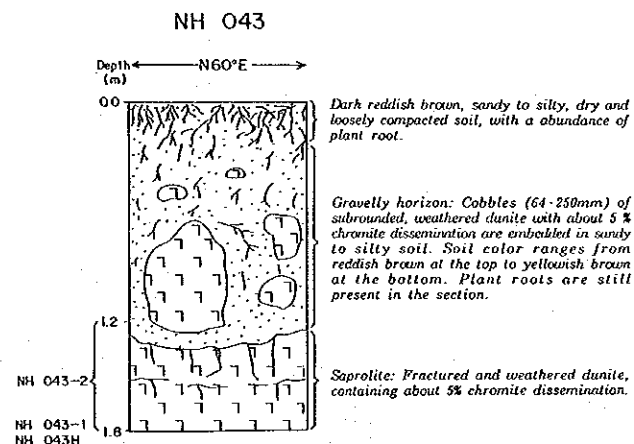 NH 043
Depth
(m)
N60°E
0.0
Dark reddish brown, sandy to silty, dry and
loosely compacted soil, with a abundance of
plant root.
Gravelly horizon: Cobbles (64-250mm) of
subrounded, weathered dunite with about 5 %
chromite dissemination are embedded in sandy
to silty soil. Soil color ranges from
reddish brown at the top to yellowish brown
at the bottom. Plant roots are still
present in the section.
1.2
NH 043-2
Saprolite: Fractured and weathered dunite,
containing about 5% chromite dissemination.
NH 043-1
1.8
NH 043H